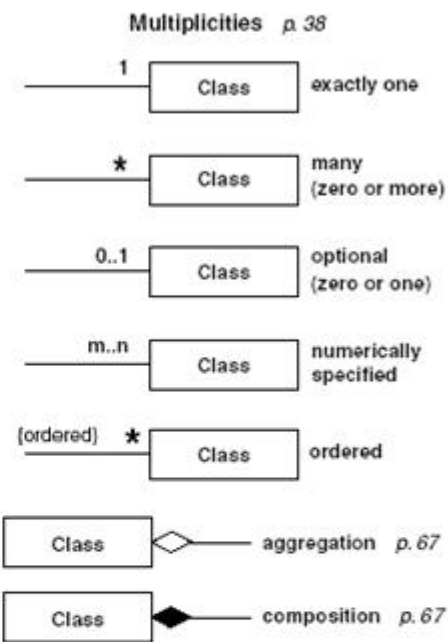 Multiplicities p. 38
1
Class
exactly one
*
Class
many
(zero or more)
0..1
Class
optional
(zero or one)
m..n
Class
numerically
specified
{ordered} *
Class
ordered
Class
aggregation p. 67
Class
composition p. 67